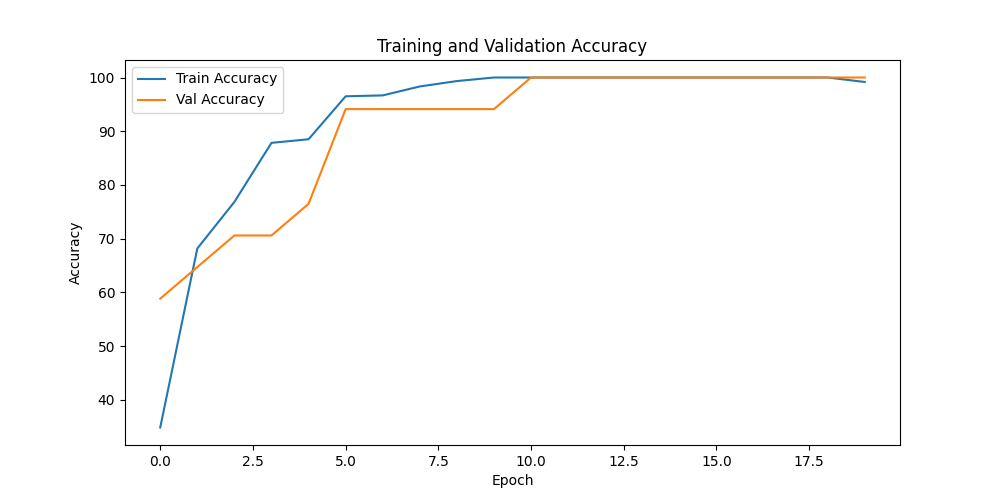 Training and Validation Accuracy
Train Accuracy
Val Accuracy
100
90
80
70
60
50
40
Accuracy
0.0 2.5 5.0 7.5 10.0 12.5 15.0 17.5
Epoch